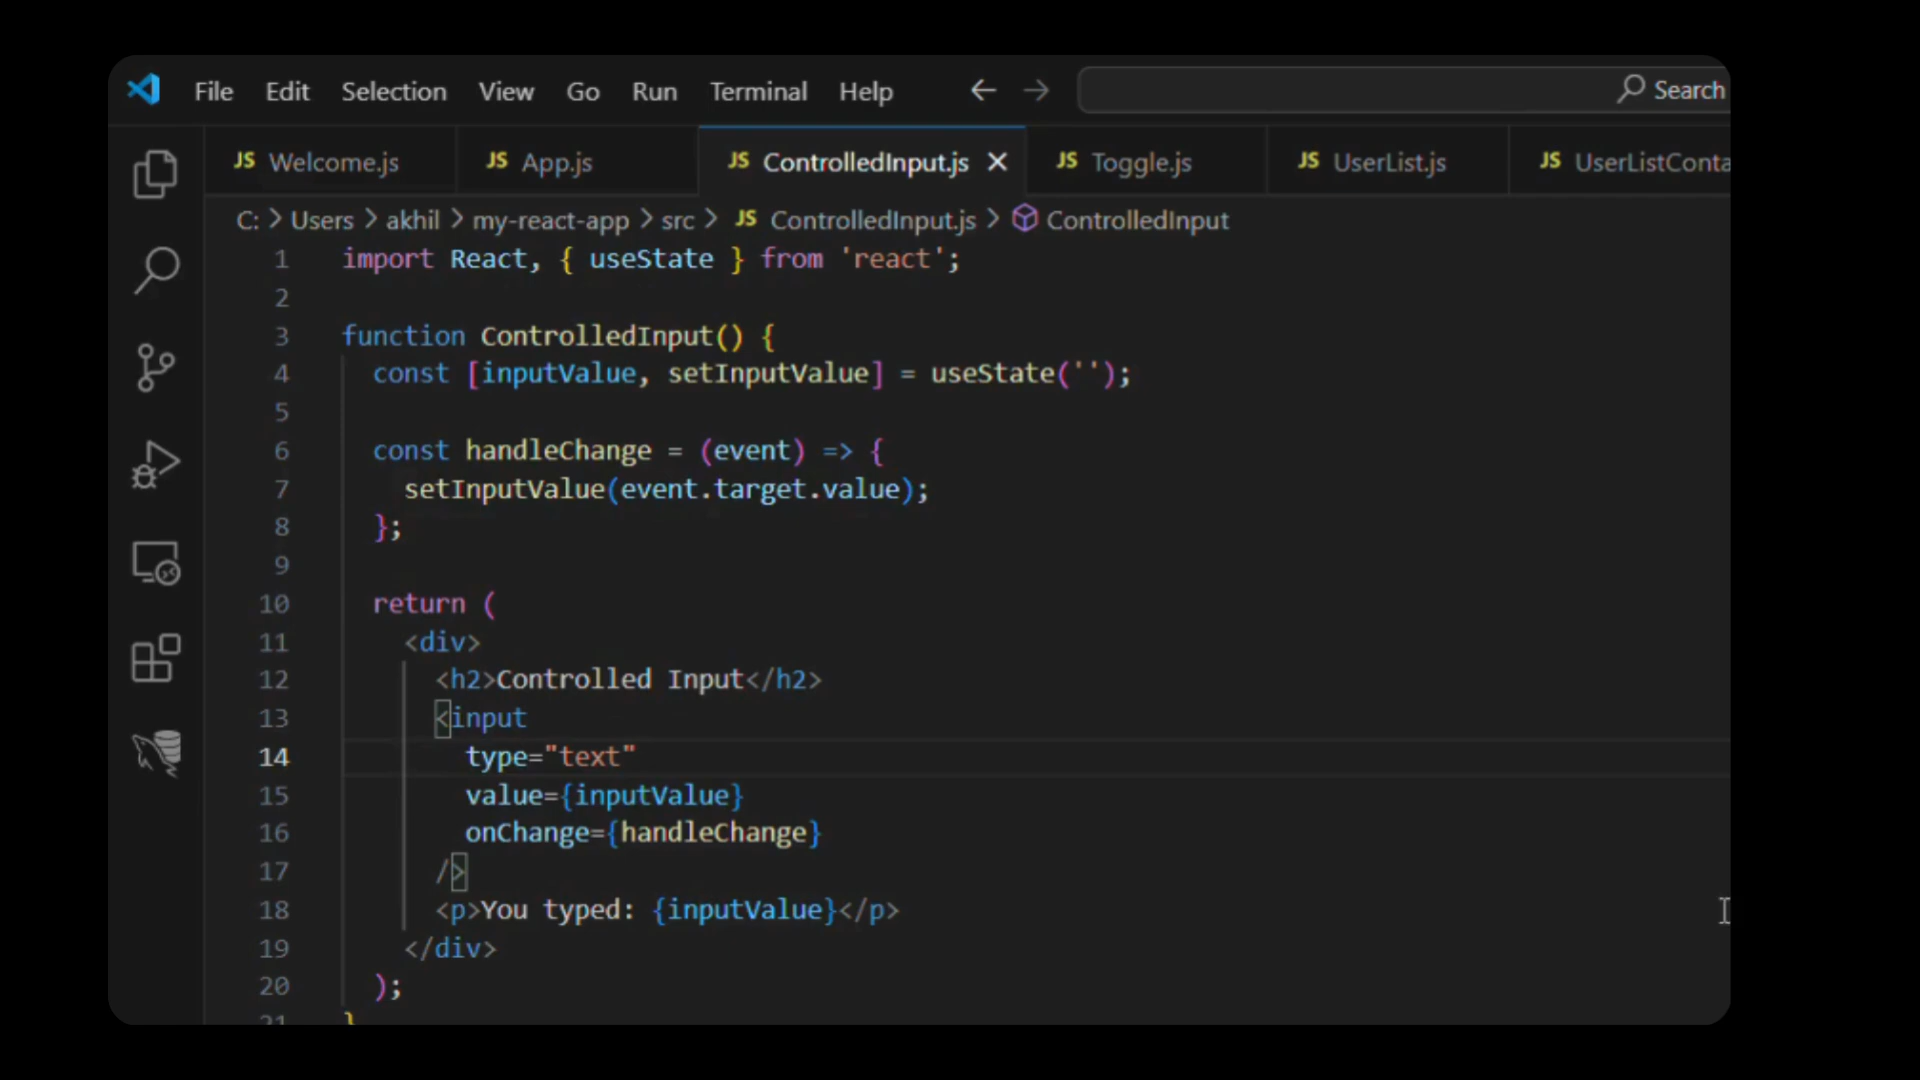 File Edit Selection View Go Run Terminal Help Search
JS Welcome.js JS App.js JS ControlledInput.js JS Toggle.js JS UserList.js JS UserListConta
C: > Users > akhil > my-react-app > src > JS ControlledInput.js > ControlledInput
1 import React, { useState } from 'react';
2
3 function ControlledInput() {
4 const [inputValue, setInputValue] = useState('');
5
6 const handleChange = (event) => {
7 setInputValue(event.target.value);
8 };
9
10 return (
11 <div>
12 <h2>Controlled Input</h2>
13 <input
14 type="text"
15 value={inputValue}
16 onChange={handleChange}
17 />
18 <p>You typed: {inputValue}</p>
19 </div>
20 );
21 }